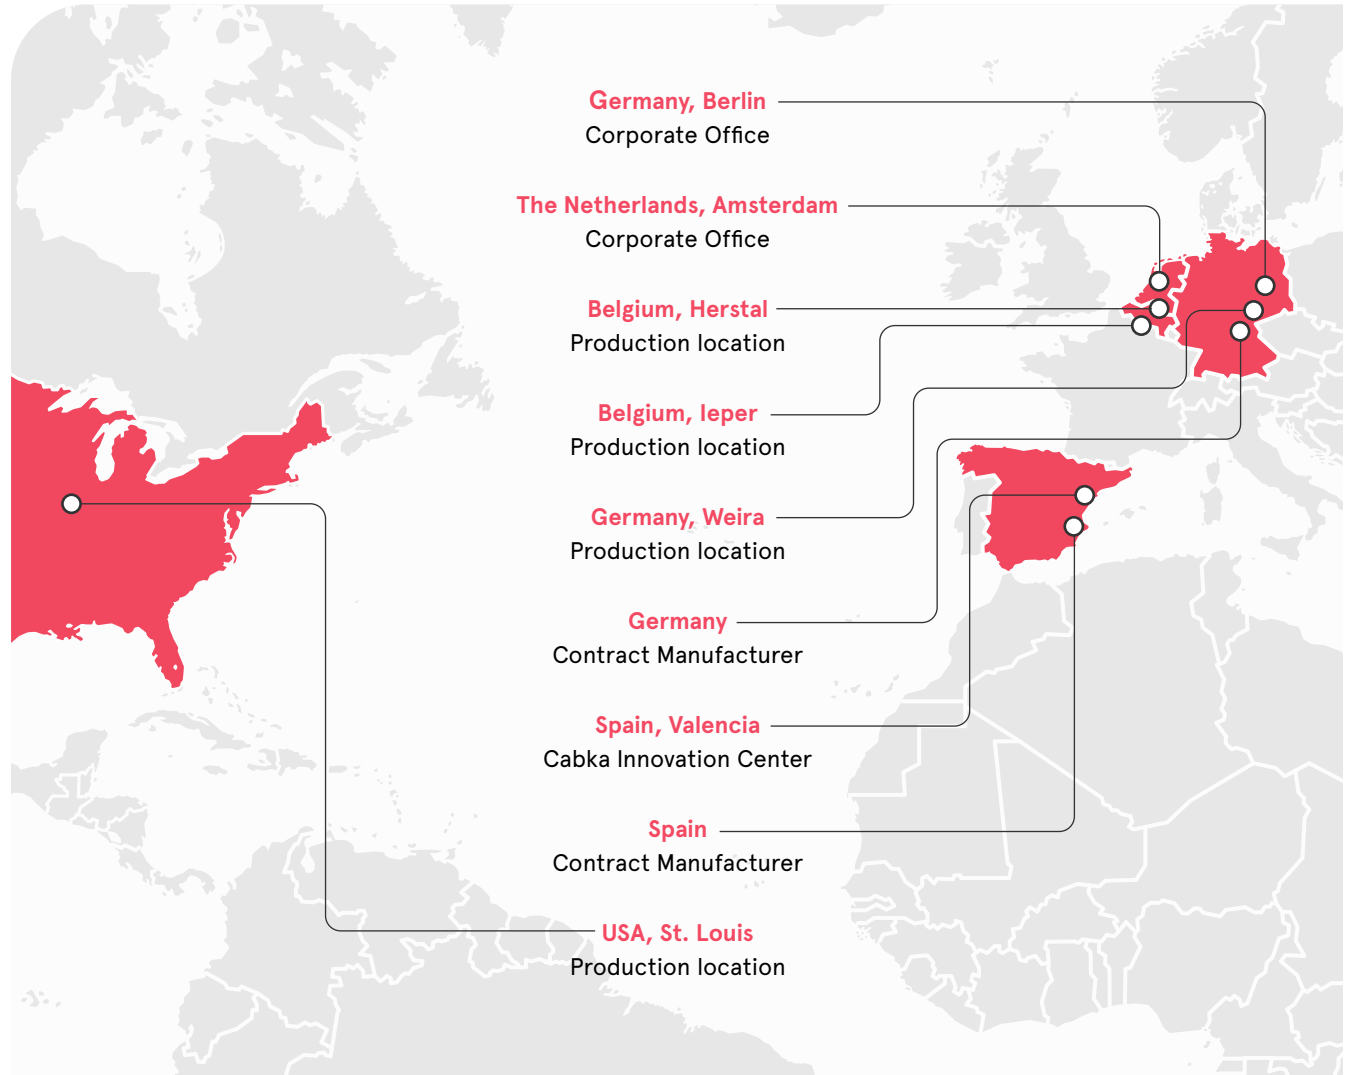 Germany, Berlin
Corporate Office
The Netherlands, Amsterdam
Corporate Office
Belgium, Herstal
Production location
Belgium, Ieper
Production location
Germany, Weira
Production location
Germany
Contract Manufacturer
Spain, Valencia
Cabka Innovation Center
Spain
Contract Manufacturer
USA, St. Louis
Production location